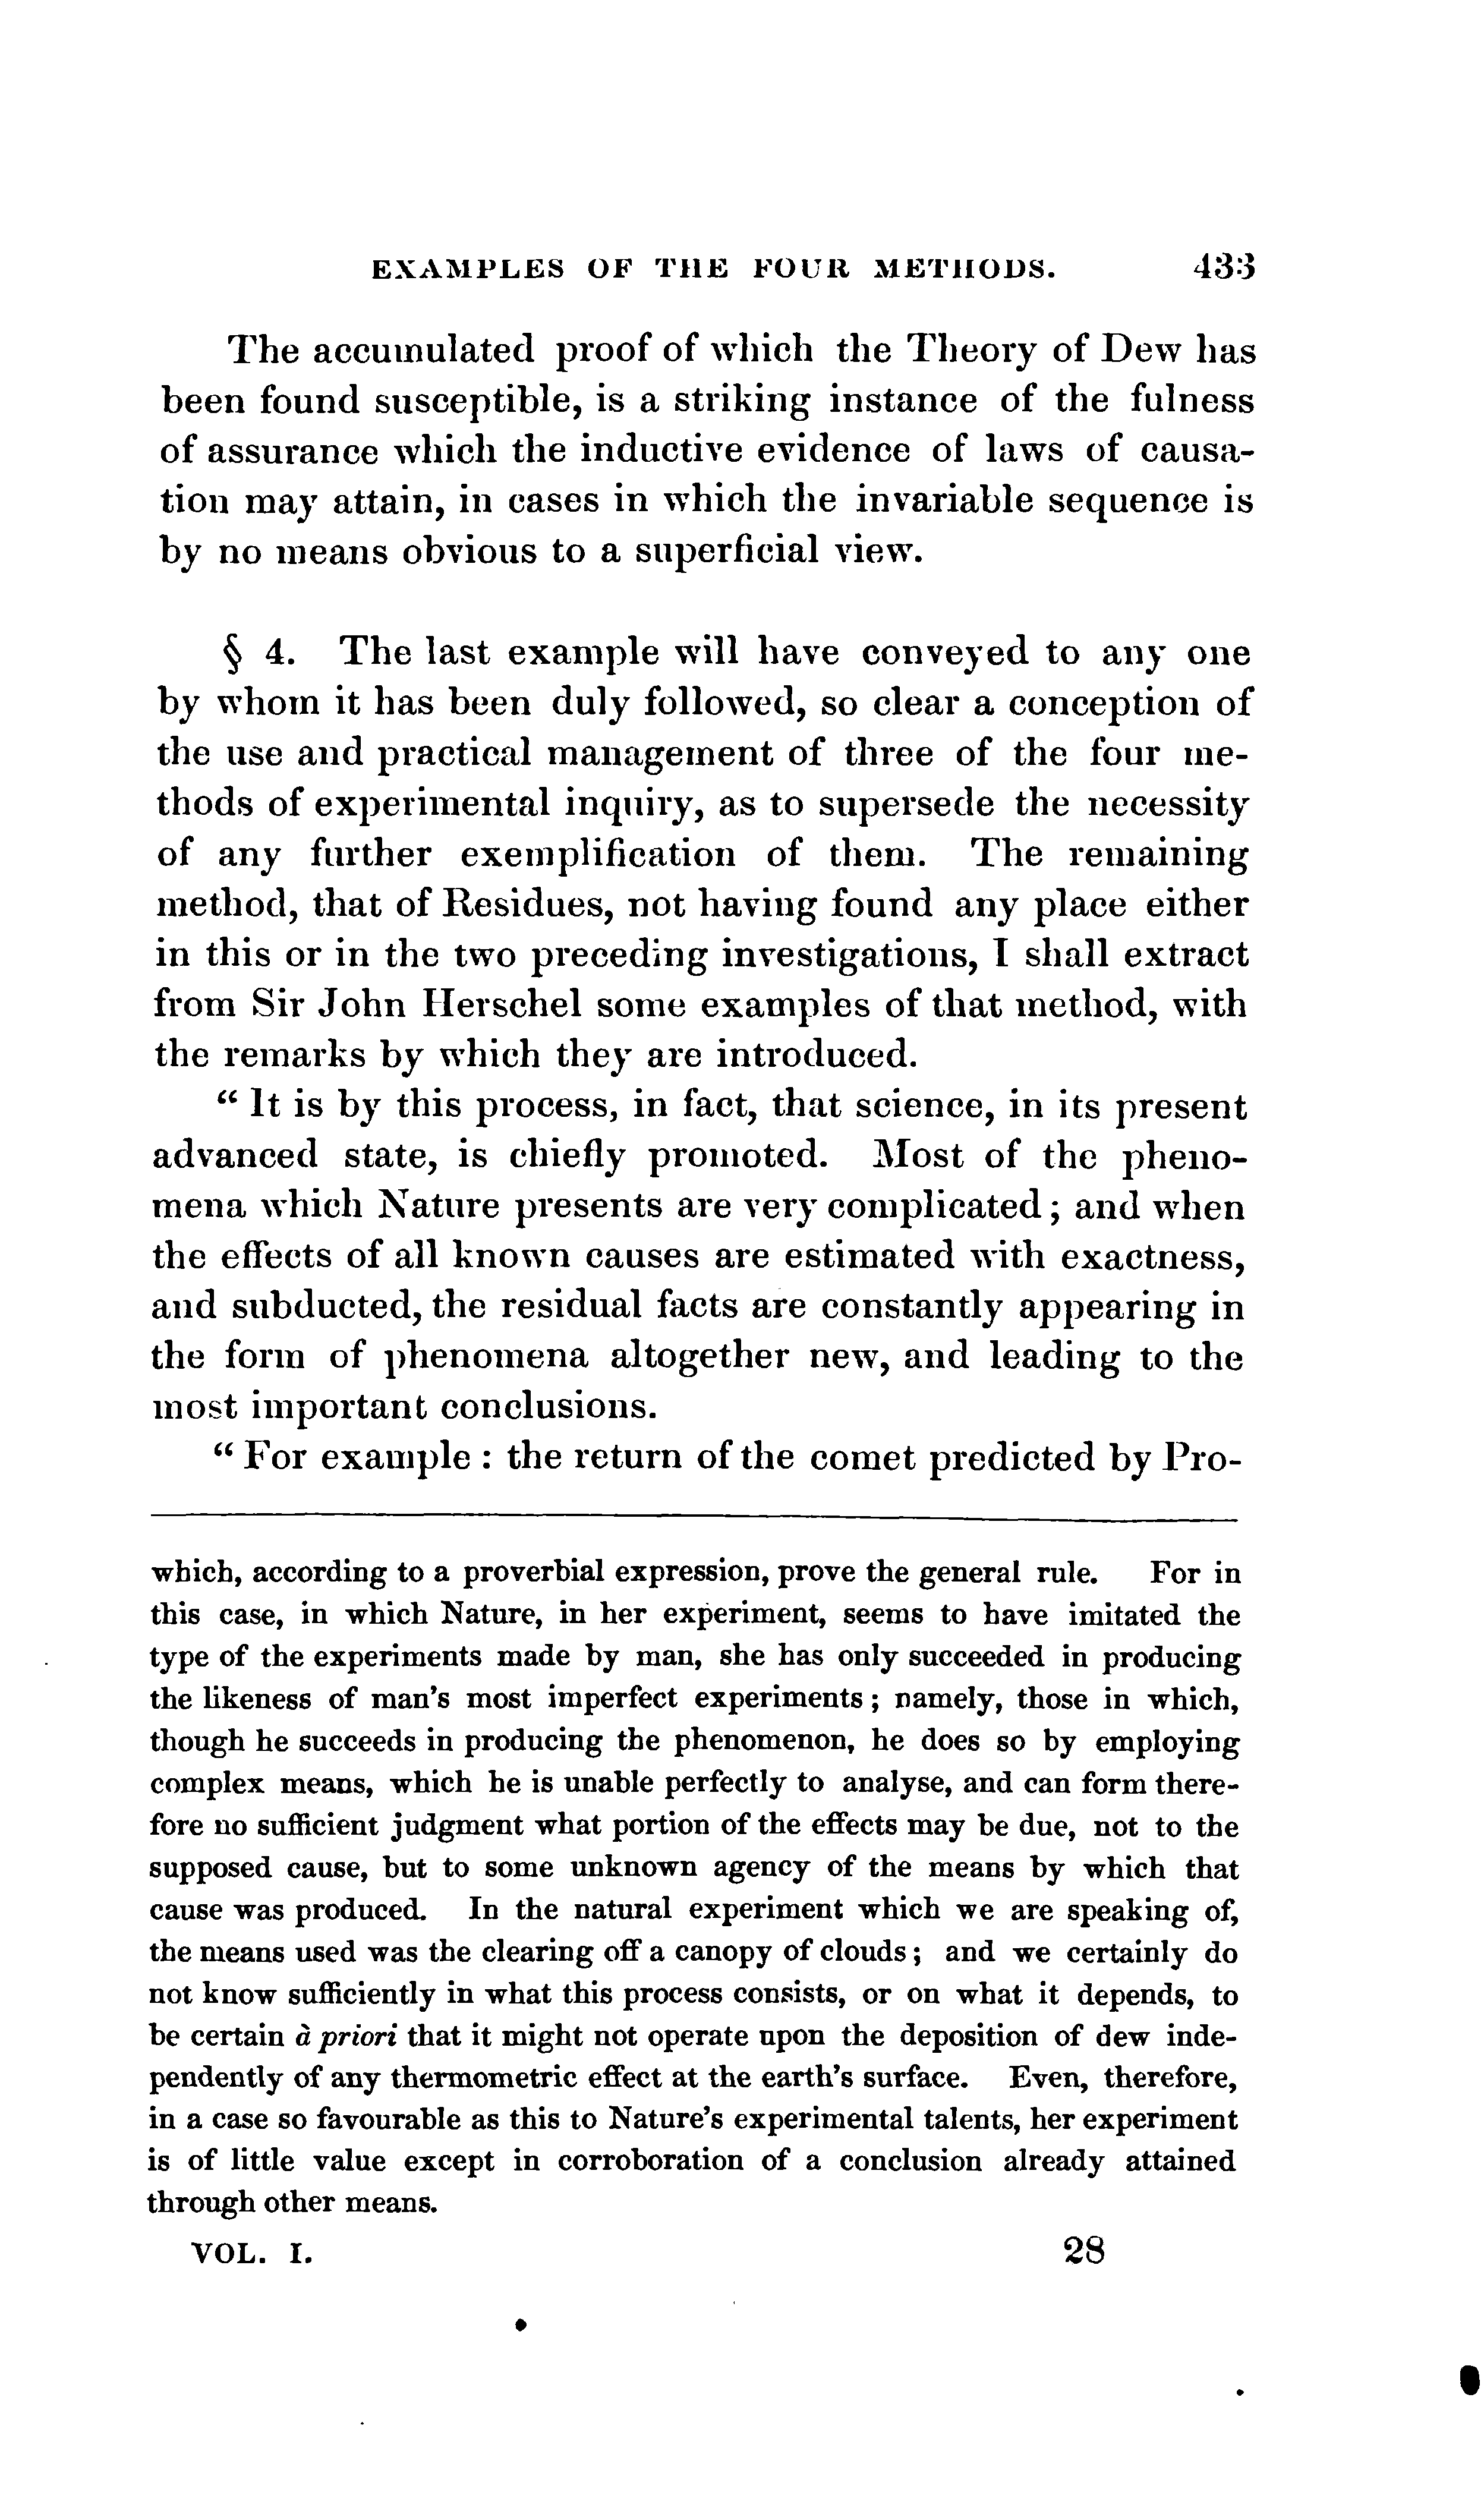 EXAMPLES OF THE FOUR METHODS. 433
The accumulated proof of which the Theory of Dew has
been found susceptible, is a striking instance of the fulness
of assurance which the inductive evidence of laws of causa-
tion may attain, in cases in which the invariable sequence is
by no means obvious to a superficial view.
§ 4. The last example will have conveyed to any one
by whom it has been duly followed, so clear a conception of
the use and practical management of three of the four me-
thods of experimental inquiry, as to supersede the necessity
of any further exemplification of them. The remaining
method, that of Residues, not having found any place either
in this or in the two preceding investigations, I shall extract
from Sir John Herschel some examples of that method, with
the remarks by which they are introduced.
“ It is by this process, in fact, that science, in its present
advanced state, is chiefly promoted. Most of the pheno-
mena which Nature presents are very complicated ; and when
the effects of all known causes are estimated with exactness,
and subducted, the residual facts are constantly appearing in
the form of phenomena altogether new, and leading to the
most important conclusions.
“ For example : the return of the comet predicted by Pro-
which, according to a proverbial expression, prove the general rule. For in
this case, in which Nature, in her experiment, seems to have imitated the
type of the experiments made by man, she has only succeeded in producing
the likeness of man’s most imperfect experiments ; namely, those in which,
though he succeeds in producing the phenomenon, he does so by employing
complex means, which he is unable perfectly to analyse, and can form there-
fore no sufficient judgment what portion of the effects may be due, not to the
supposed cause, but to some unknown agency of the means by which that
cause was produced. In the natural experiment which we are speaking of,
the means used was the clearing off a canopy of clouds ; and we certainly do
not know sufficiently in what this process consists, or on what it depends, to
be certain à priori that it might not operate upon the deposition of dew inde-
pendently of any thermometric effect at the earth’s surface. Even, therefore,
in a case so favourable as this to Nature’s experimental talents, her experiment
is of little value except in corroboration of a conclusion already attained
through other means.
VOL. I. 28